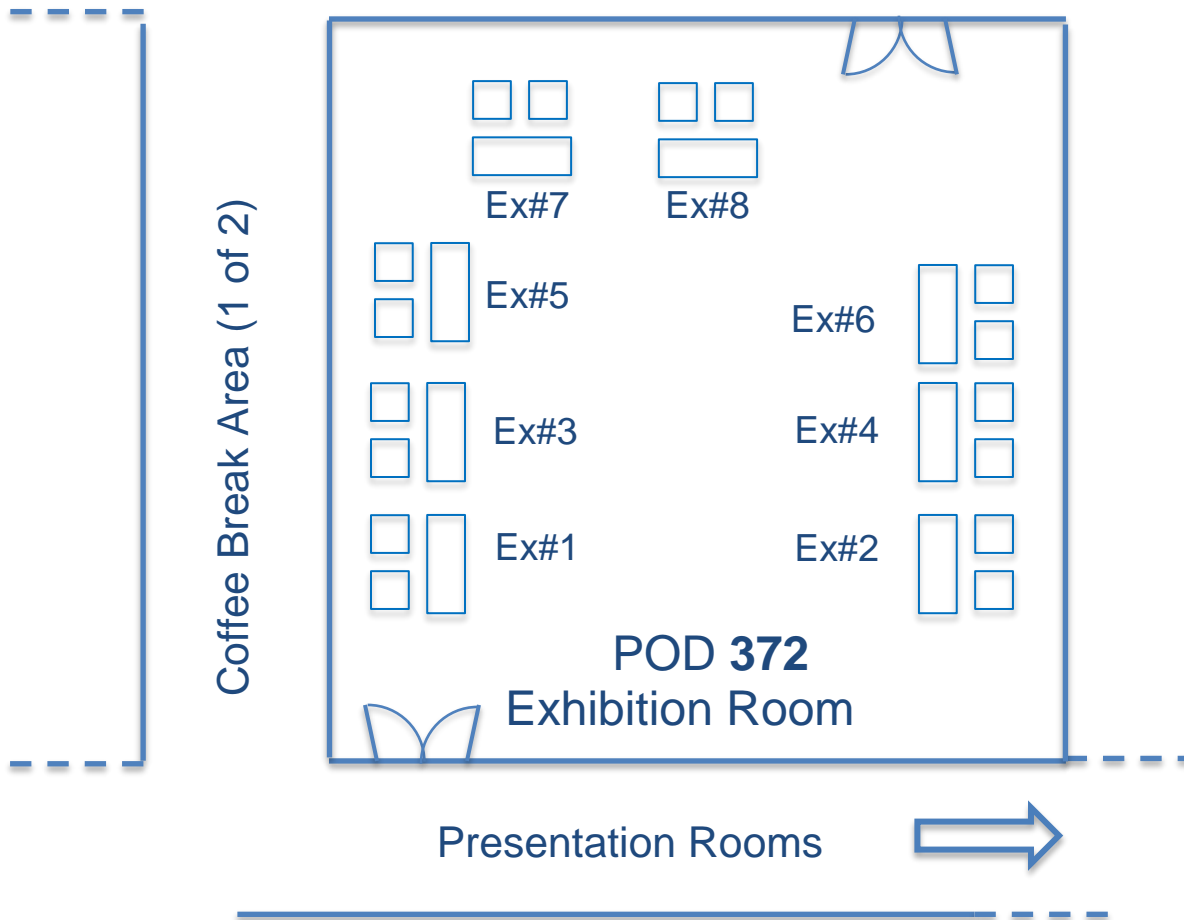 Ex#7
Ex#8
Coffee Break Area (1 of 2)
Ex#5
Ex#6
Ex#3
Ex#4
Ex#1
Ex#2
POD 372
Exhibition Room
Presentation Rooms